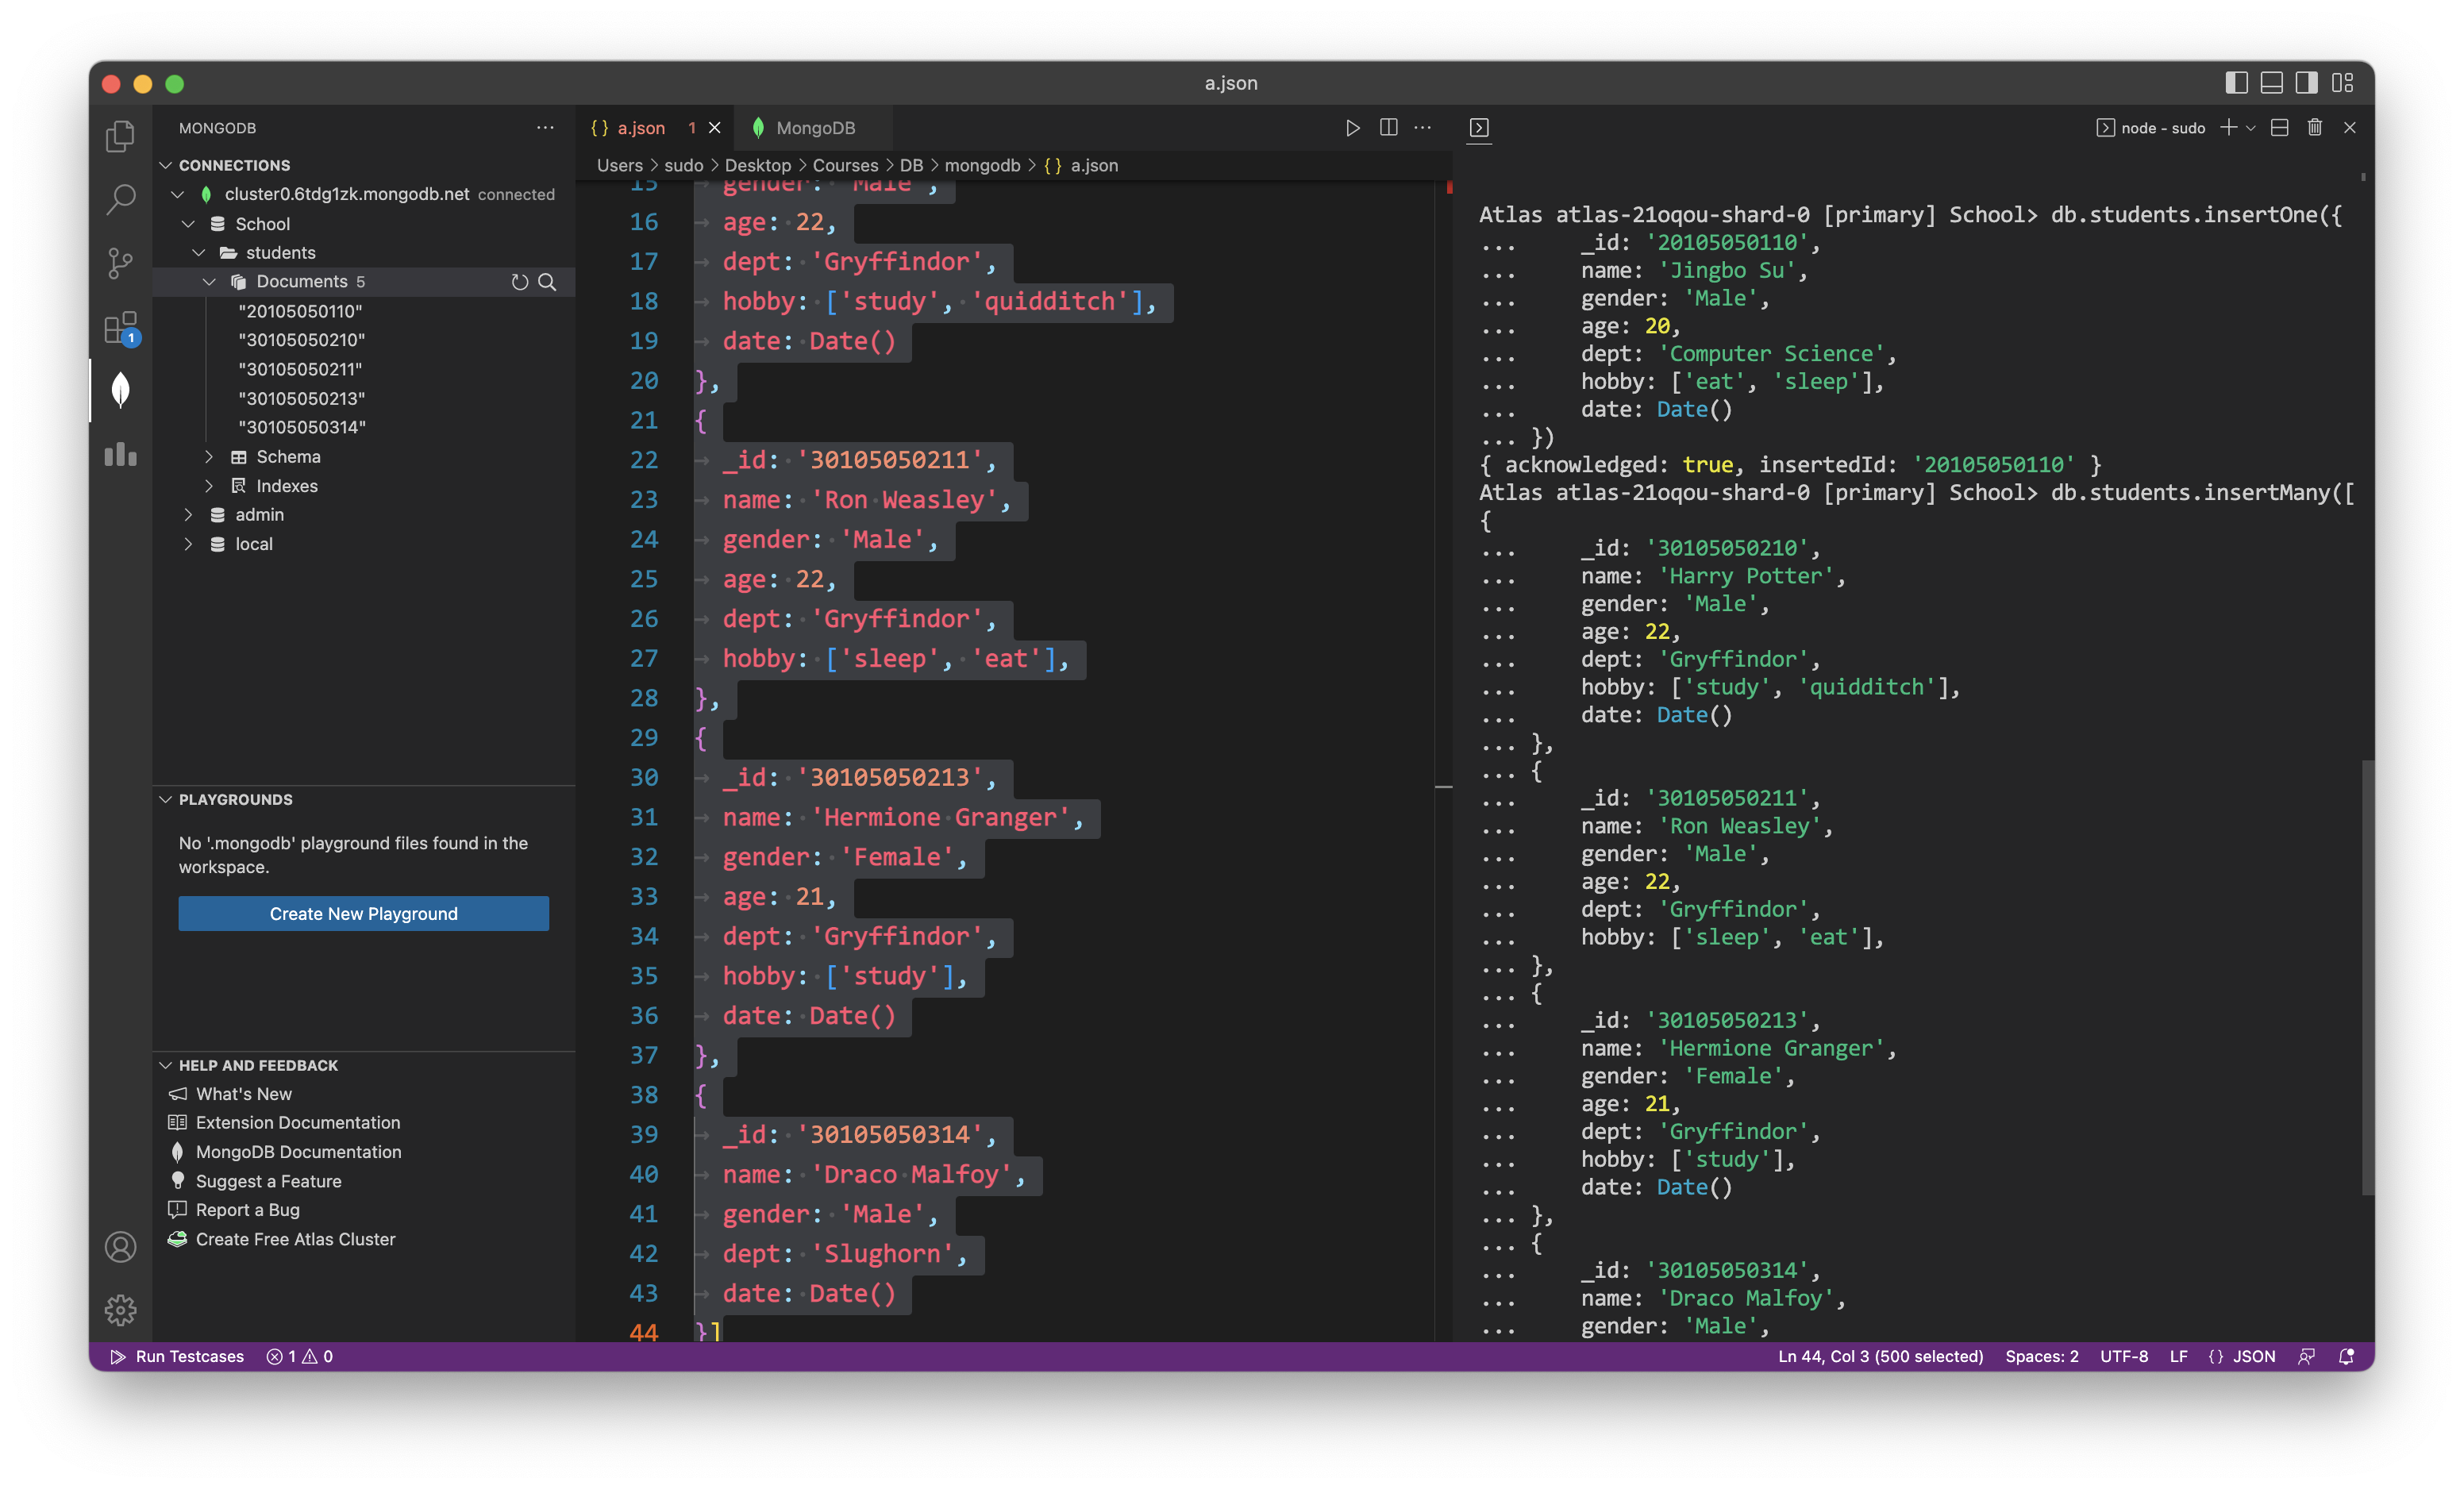 a.json
MONGODB
CONNECTIONS
cluster0.6tdg1zk.mongodb.net connected
School
students
Documents 5
"20105050110"
"30105050210"
"30105050211"
"30105050213"
"30105050314"
Schema
Indexes
admin
local
PLAYGROUNDS
No '.mongodb' playground files found in the
workspace.
Create New Playground
HELP AND FEEDBACK
What's New
Extension Documentation
MongoDB Documentation
Suggest a Feature
Report a Bug
Create Free Atlas Cluster
1
{ } a.json 1
MongoDB
Users > sudo > Desktop > Courses > DB > mongodb > { } a.json
15 gender: 'Male',
16 age: 22,
17 dept: 'Gryffindor',
18 hobby: ['study', 'quidditch'],
19 date: Date()
20 },
21 {
22 _id: '30105050211',
23 name: 'Ron Weasley',
24 gender: 'Male',
25 age: 22,
26 dept: 'Gryffindor',
27 hobby: ['sleep', 'eat'],
28 },
29 {
30 _id: '30105050213',
31 name: 'Hermione Granger',
32 gender: 'Female',
33 age: 21,
34 dept: 'Gryffindor',
35 hobby: ['study'],
36 date: Date()
37 },
38 {
39 _id: '30105050314',
40 name: 'Draco Malfoy',
41 gender: 'Male',
42 dept: 'Slughorn',
43 date: Date()
44 }]
node - sudo
Atlas atlas-21oqou-shard-0 [primary] School> db.students.insertOne({
... _id: '20105050110',
... name: 'Jingbo Su',
... gender: 'Male',
... age: 20,
... dept: 'Computer Science',
... hobby: ['eat', 'sleep'],
... date: Date()
... })
{ acknowledged: true, insertedId: '20105050110' }
Atlas atlas-21oqou-shard-0 [primary] School> db.students.insertMany([
{
... _id: '30105050210',
... name: 'Harry Potter',
... gender: 'Male',
... age: 22,
... dept: 'Gryffindor',
... hobby: ['study', 'quidditch'],
... date: Date()
... },
... {
... _id: '30105050211',
... name: 'Ron Weasley',
... gender: 'Male',
... age: 22,
... dept: 'Gryffindor',
... hobby: ['sleep', 'eat'],
... },
... {
... _id: '30105050213',
... name: 'Hermione Granger',
... gender: 'Female',
... age: 21,
... dept: 'Gryffindor',
... hobby: ['study'],
... date: Date()
... },
... {
... _id: '30105050314',
... name: 'Draco Malfoy',
... gender: 'Male',
Run Testcases 1 0
Ln 44, Col 3 (500 selected) Spaces: 2 UTF-8 LF { } JSON